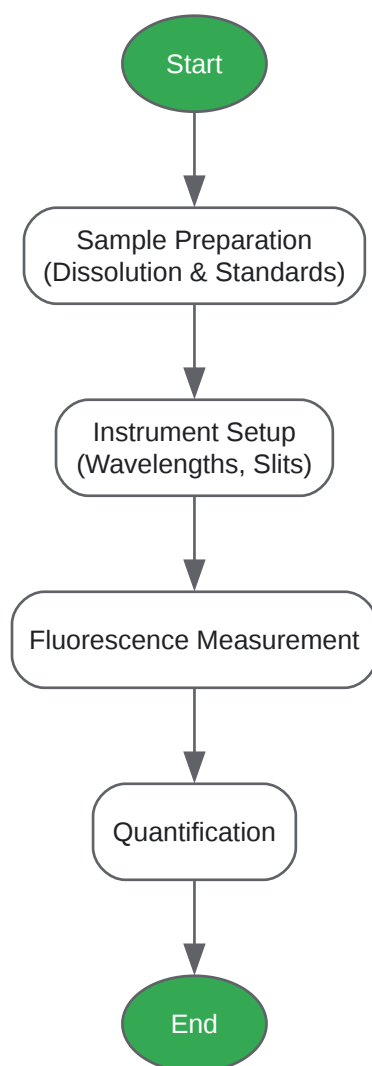 Start
Sample Preparation
(Dissolution & Standards)
Instrument Setup
(Wavelengths, Slits)
Fluorescence Measurement
Quantification
End